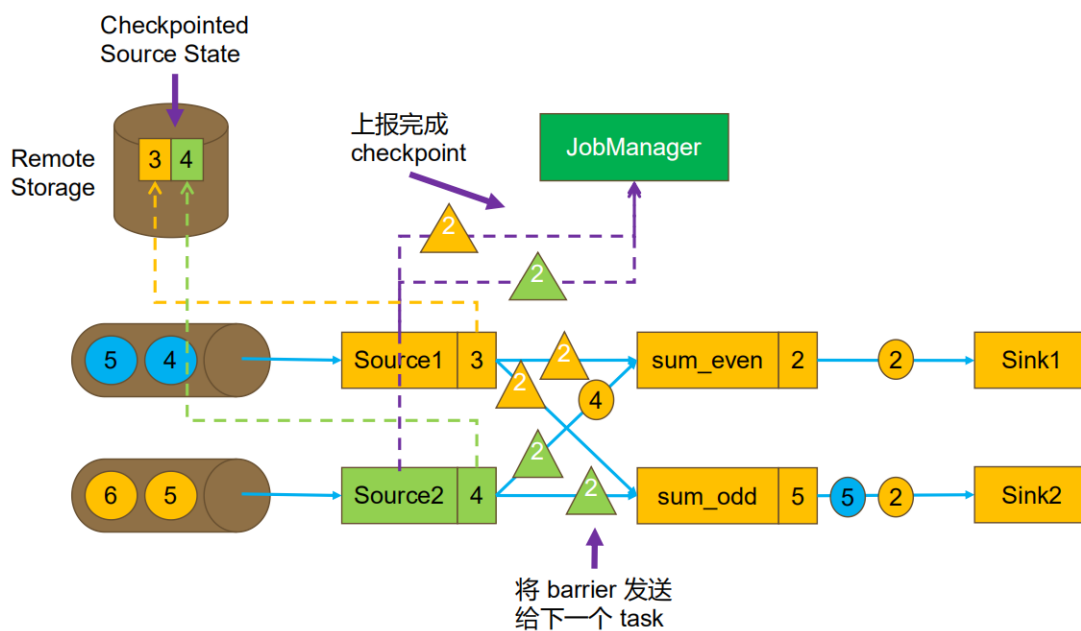 Checkpointed
Source State
上报完成
checkpoint
JobManager
Remote
Storage
3 4
2
2
5 4
Source1 3
2
2
4
sum_even 2
2
Sink1
6 5
Source2 4
2
2
sum_odd 5
5 2
Sink2
将 barrier 发送
给下一个 task